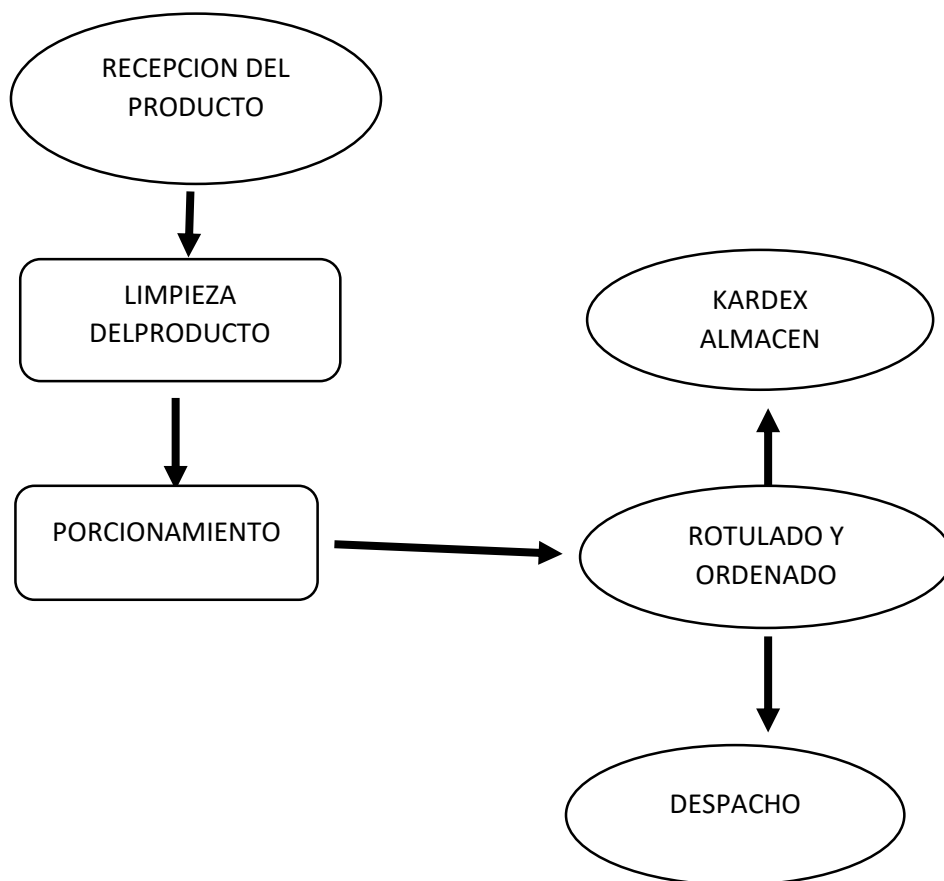 RECEPCION DEL
PRODUCTO
LIMPIEZA
DELPRODUCTO
PORCIONAMIENTO
KARDEX
ALMACEN
ROTULADO Y
ORDENADO
DESPACHO